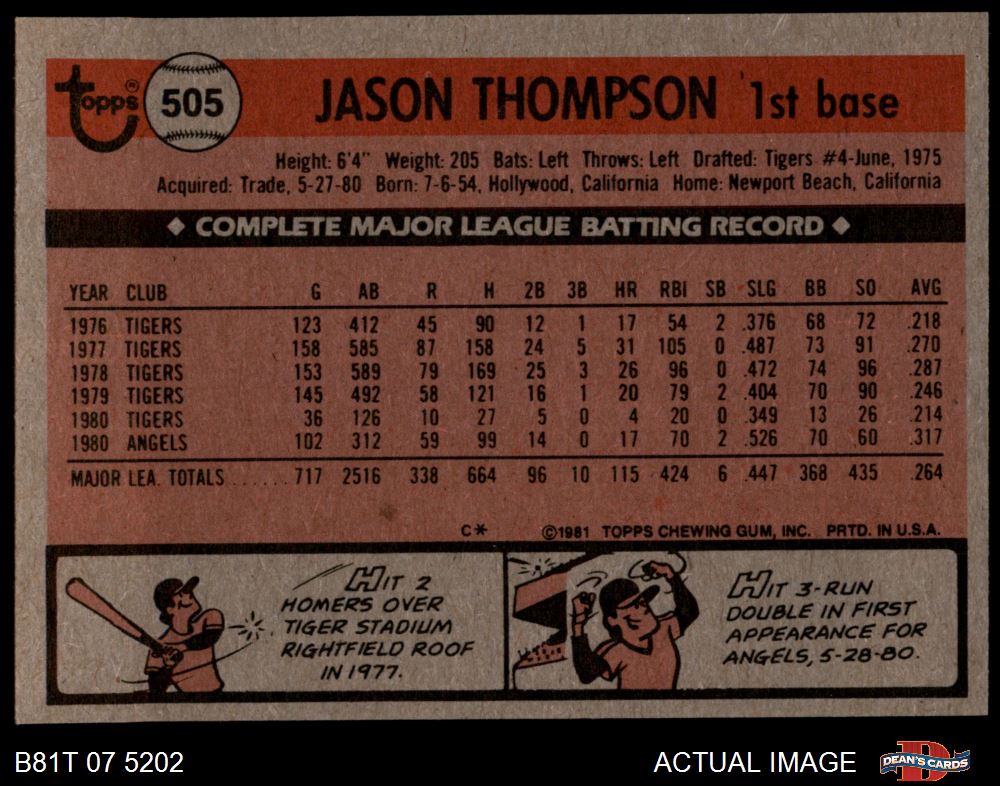 Topps® 505 JASON THOMPSON 1st base
Height: 6'4" Weight: 205 Bats: Left Throws: Left Drafted: Tigers #4-June, 1975
Acquired: Trade, 5-27-80 Born: 7-6-54, Hollywood, California Home: Newport Beach, California
◆ COMPLETE MAJOR LEAGUE BATTING RECORD ◆
YEAR CLUB G AB R H 2B 3B HR RBI SB SLG BB SO AVG
1976 TIGERS 123 412 45 90 12 1 17 54 2 .376 68 72 .218
1977 TIGERS 158 585 87 158 24 5 31 105 0 .487 73 91 .270
1978 TIGERS 153 589 79 169 25 3 26 96 0 .472 74 96 .287
1979 TIGERS 145 492 58 121 16 1 20 79 2 .404 70 90 .246
1980 TIGERS 36 126 10 27 5 0 4 20 0 .349 13 26 .214
1980 ANGELS 102 312 59 99 14 0 17 70 2 .526 70 60 .317
MAJOR LEA. TOTALS ...... 717 2516 338 664 96 10 115 424 6 .447 368 435 .264
C* ©1981 TOPPS CHEWING GUM, INC. PRTD. IN U.S.A.
HIT 2
HOMERS OVER
TIGER STADIUM
RIGHTFIELD ROOF
IN 1977.
HIT 3-RUN
DOUBLE IN FIRST
APPEARANCE FOR
ANGELS, 5-28-80.
B81T 07 5202 ACTUAL IMAGE DEAN'S CARDS